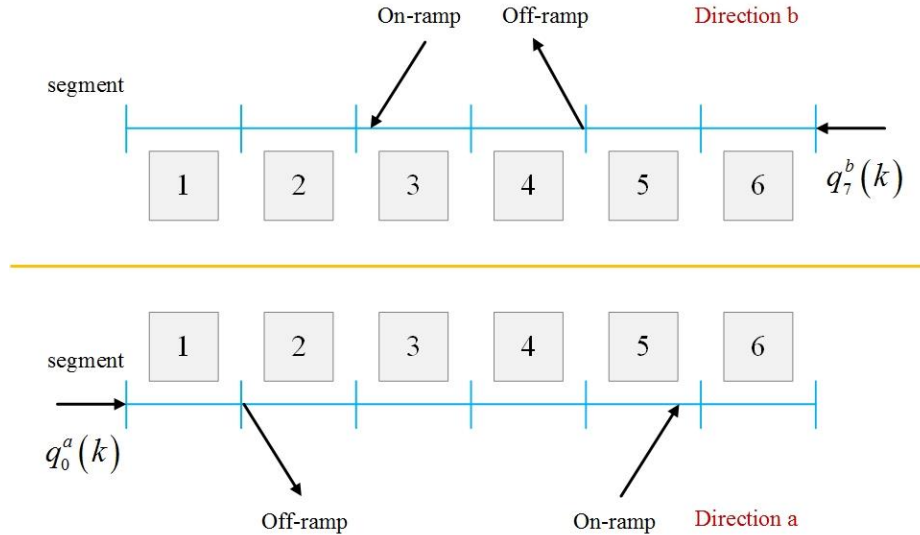 On-ramp Off-ramp Direction b
segment
1 2 3 4 5 6 q_7^b(k)
1 2 3 4 5 6
segment
q_0^a(k)
Off-ramp On-ramp Direction a